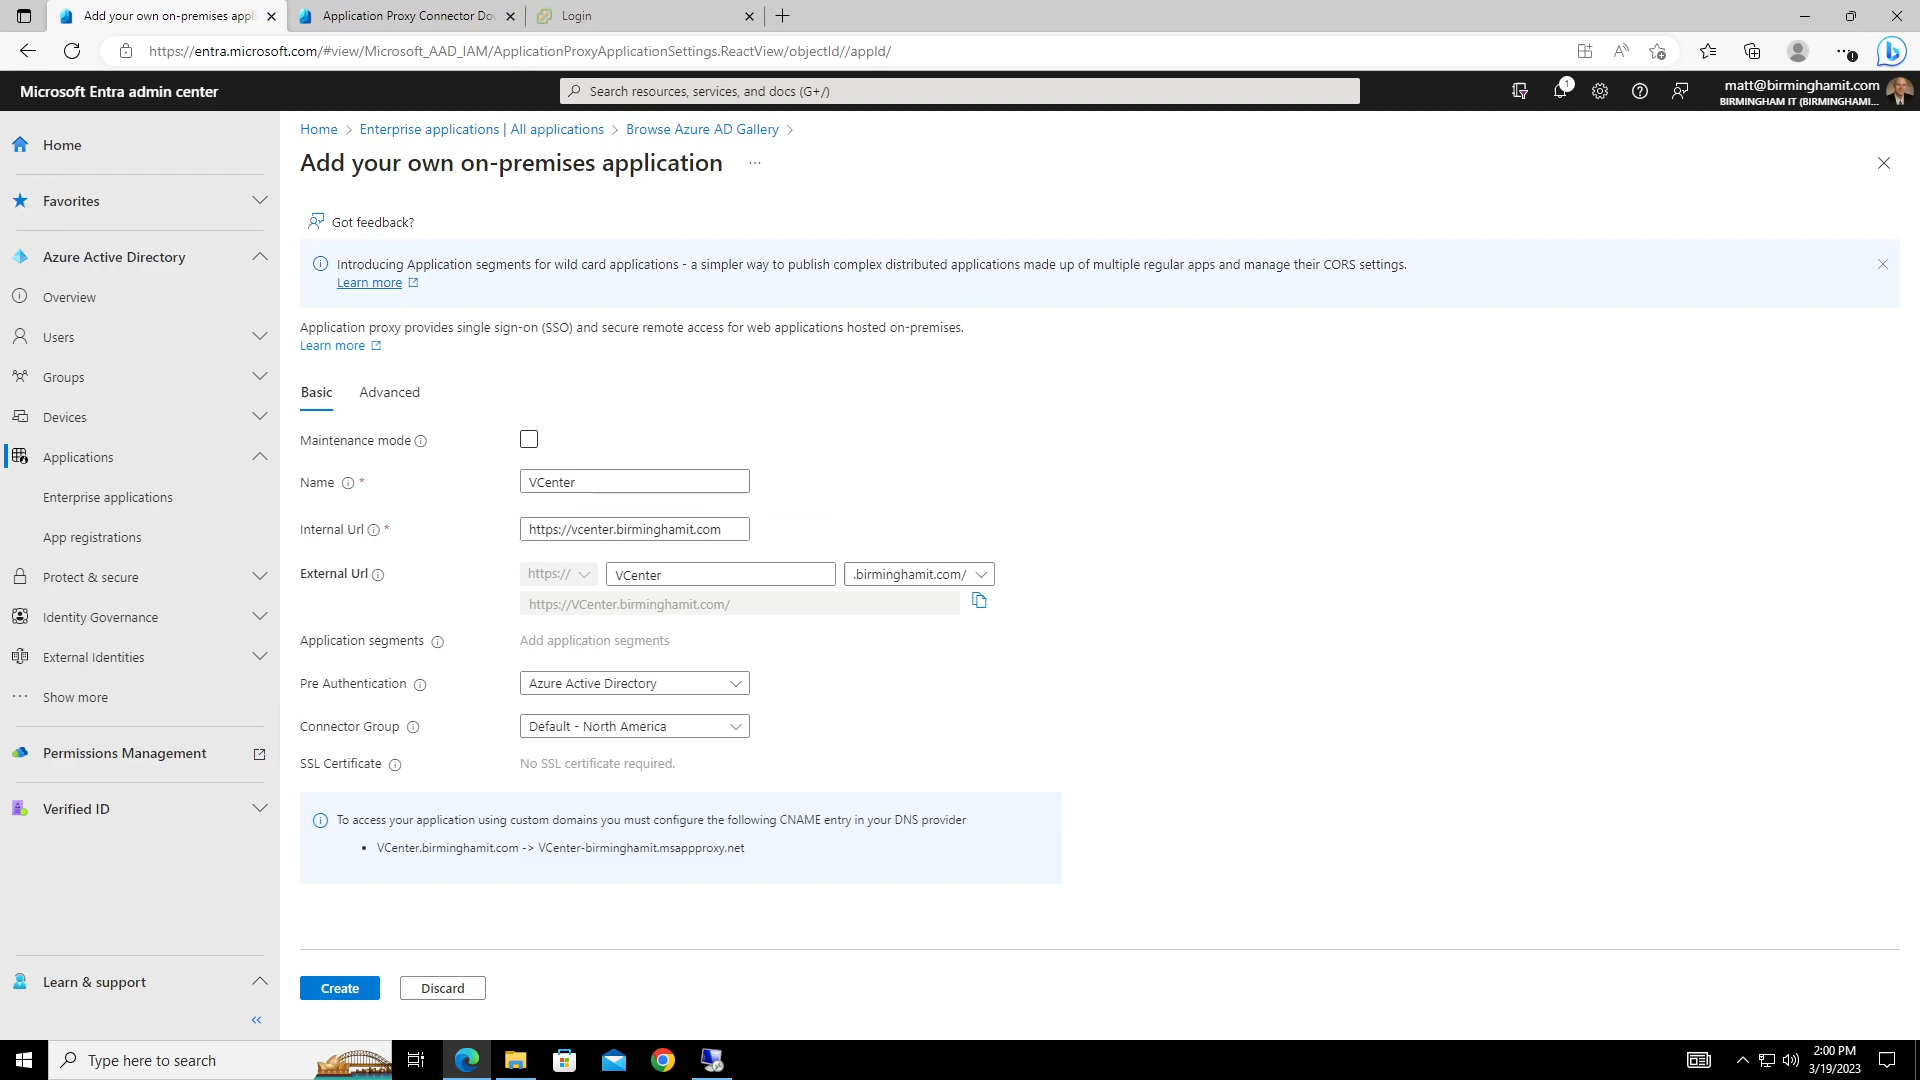 Add your own on-premises appli
Application Proxy Connector Do
Login
https://entra.microsoft.com/#view/Microsoft_AAD_IAM/ApplicationProxyApplicationSettings.ReactView/objectId//appId/
Microsoft Entra admin center
Search resources, services, and docs (G+/)
1
matt@birminghamit.com
BIRMINGHAM IT (BIRMINGHAMI...
Home
Favorites
Azure Active Directory
Overview
Users
Groups
Devices
Applications
Enterprise applications
App registrations
Protect & secure
Identity Governance
External Identities
Show more
Permissions Management
Verified ID
Learn & support
Home > Enterprise applications | All applications > Browse Azure AD Gallery >
Add your own on-premises application ...
Got feedback?
Introducing Application segments for wild card applications - a simpler way to publish complex distributed applications made up of multiple regular apps and manage their CORS settings.
Learn more
Application proxy provides single sign-on (SSO) and secure remote access for web applications hosted on-premises.
Learn more
Basic Advanced
Maintenance mode
Name * VCenter
Internal Url * https://vcenter.birminghamit.com
External Url https:// VCenter .birminghamit.com/
https://VCenter.birminghamit.com/
Application segments Add application segments
Pre Authentication Azure Active Directory
Connector Group Default - North America
SSL Certificate No SSL certificate required.
To access your application using custom domains you must configure the following CNAME entry in your DNS provider
• VCenter.birminghamit.com -> VCenter-birminghamit.msappproxy.net
Create Discard
Type here to search
2:00 PM
3/19/2023